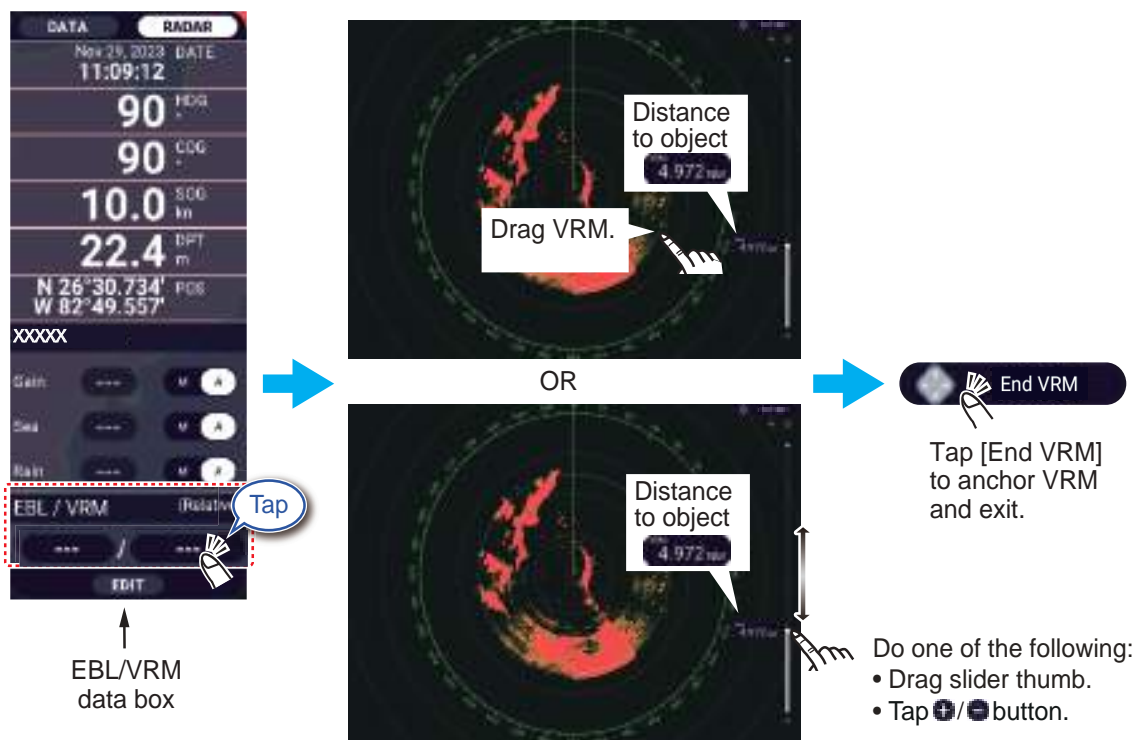 DATA RADAR
Nov 29, 2023 DATE
11:09:12
90 HDG
°
90 COG
°
10.0 SOG
kn
22.4 DPT
m
N 26°30.734' POS
W 82°49.557'
XXXXX
Gain --- M A
Sea --- M A
Rain --- M A
EBL / VRM (Relative
Tap
--- / ---
EDIT
EBL/VRM
data box
Distance
to object
4.972 NM
Drag VRM.
OR
Distance
to object
4.972 NM
End VRM
Tap [End VRM]
to anchor VRM
and exit.
Do one of the following:
• Drag slider thumb.
• Tap +/- button.